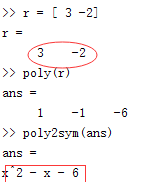 >> r = [ 3 -2]
r =
3 -2
>> poly(r)
ans =
1 -1 -6
>> poly2sym(ans)
ans =
x^2 - x - 6